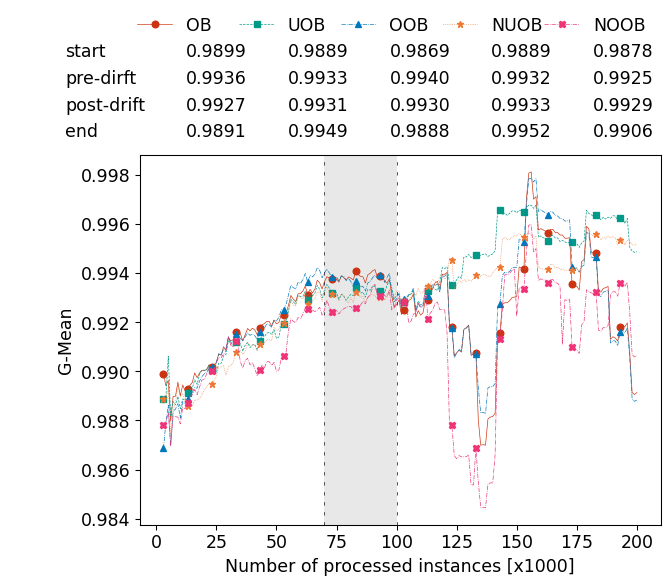 OB UOB OOB NUOB NOOB
start 0.9899 0.9889 0.9869 0.9889 0.9878
pre-dirft 0.9936 0.9933 0.9940 0.9932 0.9925
post-drift 0.9927 0.9931 0.9930 0.9933 0.9929
end 0.9891 0.9949 0.9888 0.9952 0.9906
0.998
0.996
0.994
0.992
0.990
0.988
0.986
0.984
G-Mean
0 25 50 75 100 125 150 175 200
Number of processed instances [x1000]